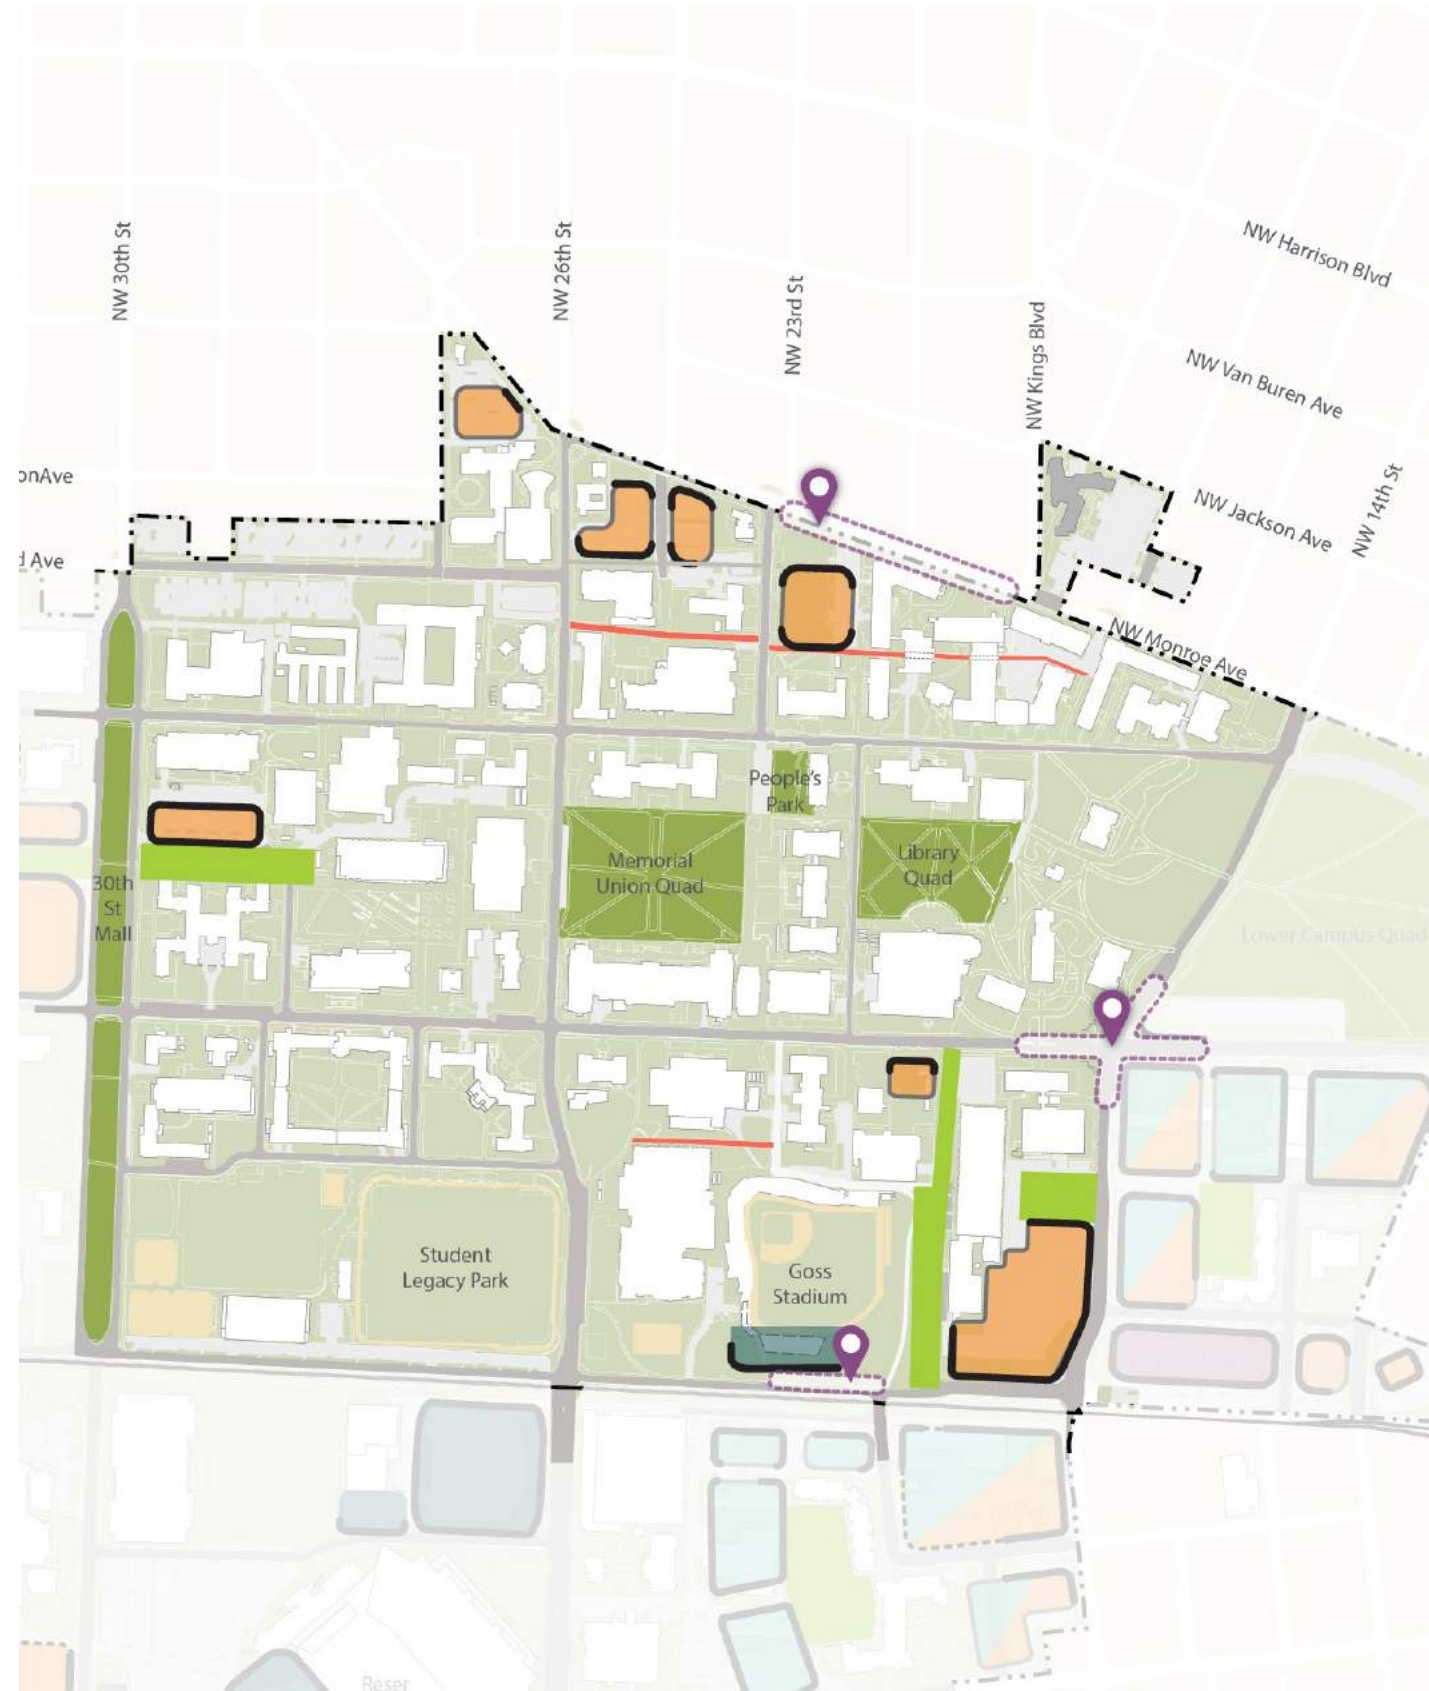 NW Harrison Blvd
NW 30th St
NW 26th St
NW 23rd St
NW Kings Blvd
NW Van Buren Ave
onAve
NW Jackson Ave
NW 14th St
d Ave
NW Monroe Ave
People's
Park
Memorial
Union Quad
Library
Quad
30th
St
Mall
Lower Campus Quad
Student
Legacy Park
Goss
Stadium
Reser